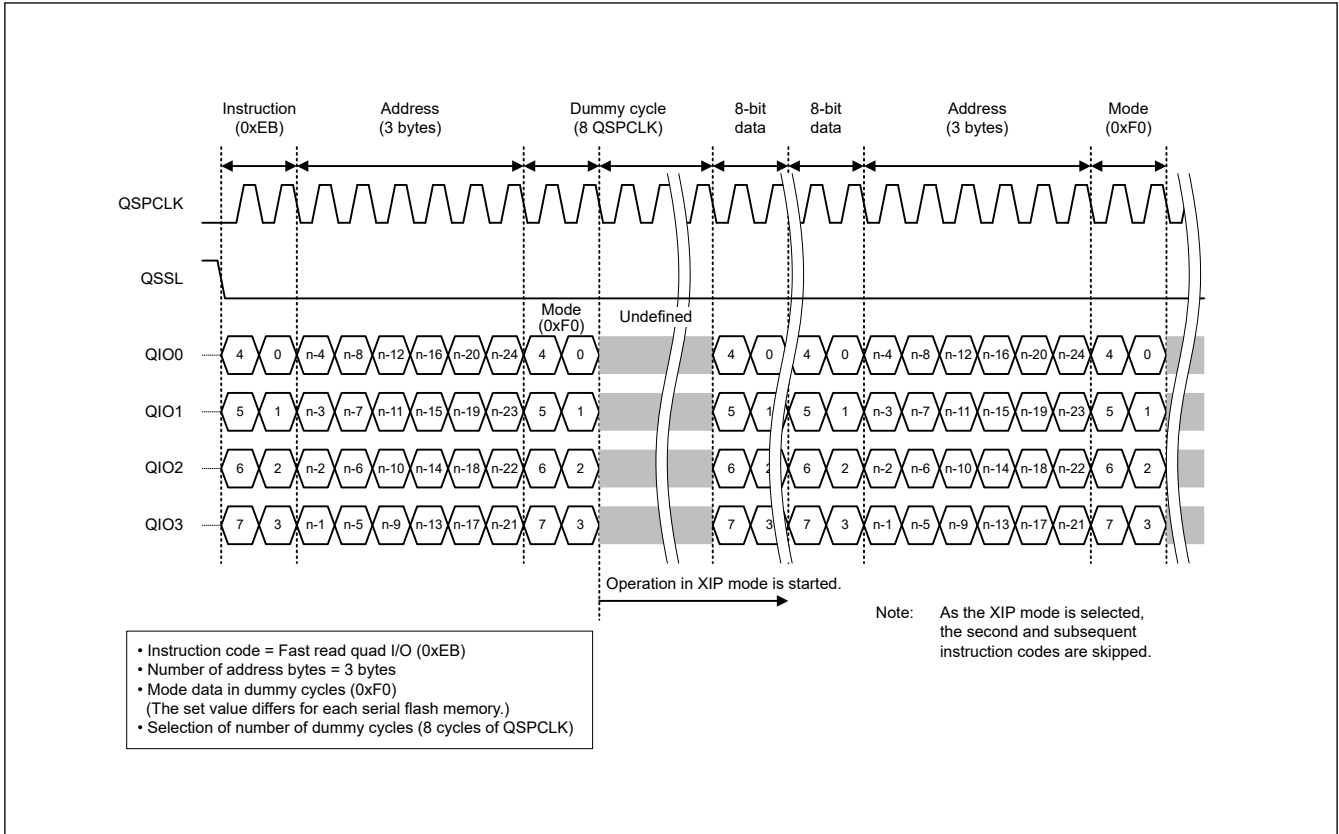 Instruction
(0xEB)
Address
(3 bytes)
Dummy cycle
(8 QSPCLK)
8-bit
data
8-bit
data
Address
(3 bytes)
Mode
(0xF0)
QSPCLK
QSSL
Mode
(0xF0)
Undefined
QIO0 4 0 n-4 n-8 n-12 n-16 n-20 n-24 4 0 4 0 4 0 n-4 n-8 n-12 n-16 n-20 n-24 4 0
QIO1 5 1 n-3 n-7 n-11 n-15 n-19 n-23 5 1 5 1 5 1 n-3 n-7 n-11 n-15 n-19 n-23 5 1
QIO2 6 2 n-2 n-6 n-10 n-14 n-18 n-22 6 2 6 2 6 2 n-2 n-6 n-10 n-14 n-18 n-22 6 2
QIO3 7 3 n-1 n-5 n-9 n-13 n-17 n-21 7 3 7 3 7 3 n-1 n-5 n-9 n-13 n-17 n-21 7 3
Operation in XIP mode is started.
Note: As the XIP mode is selected,
the second and subsequent
instruction codes are skipped.
• Instruction code = Fast read quad I/O (0xEB)
• Number of address bytes = 3 bytes
• Mode data in dummy cycles (0xF0)
(The set value differs for each serial flash memory.)
• Selection of number of dummy cycles (8 cycles of QSPCLK)